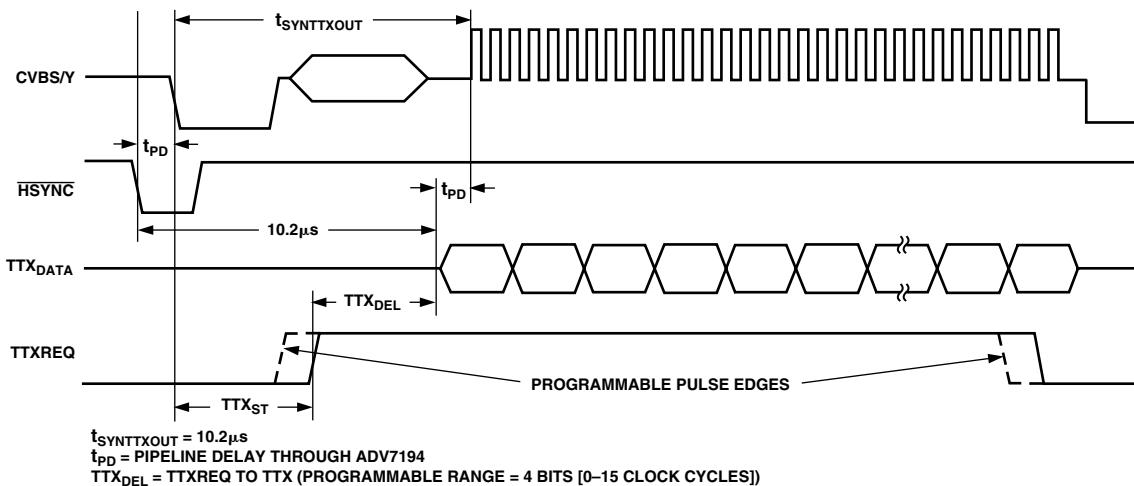 tSYNTTXOUT
CVBS/Y
tPD
HSYNC
tPD
10.2μs
TTXDATA
TTXDEL
TTXREQ
PROGRAMMABLE PULSE EDGES
TTXST
tSYNTTXOUT = 10.2μs
tPD = PIPELINE DELAY THROUGH ADV7194
TTXDEL = TTXREQ TO TTX (PROGRAMMABLE RANGE = 4 BITS [0–15 CLOCK CYCLES])